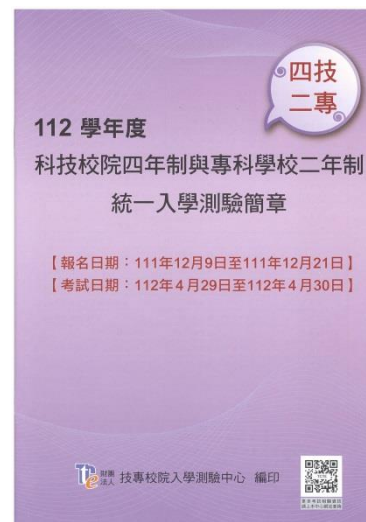 四技
二專
112 學年度
科技校院四年制與專科學校二年制
統一入學測驗簡章
【報名日期：111年12月9日至111年12月21日】
【考試日期：112年4月29日至112年4月30日】
財團
法人 技專校院入學測驗中心 編印